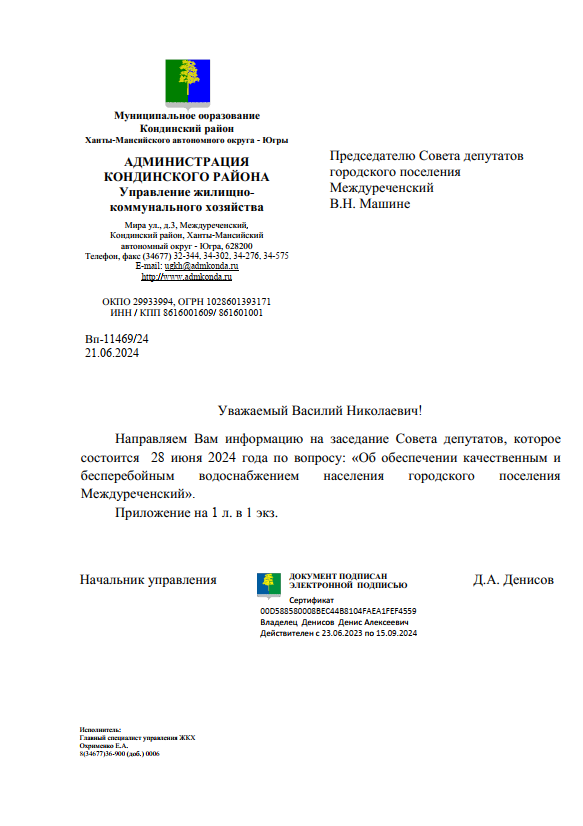 Муниципальное образование
Кондинский район
Ханты-Мансийского автономного округа - Югры
АДМИНИСТРАЦИЯ
КОНДИНСКОГО РАЙОНА
Управление жилищно-
коммунального хозяйства
Мира ул., д.3, Междуреченский,
Кондинский район, Ханты-Мансийский
автономный округ - Югра, 628200
Телефон, факс (34677) 32-344, 34-302, 34-276, 34-575
E-mail: ugkh@admkonda.ru
http://www.admkonda.ru
ОКПО 29933994, ОГРН 1028601393171
ИНН / КПП 8616001609/ 861601001
Вп-11469/24
21.06.2024
Председателю Совета депутатов
городского поселения
Междуреченский
В.Н. Машине
Уважаемый Василий Николаевич!
Направляем Вам информацию на заседание Совета депутатов, которое
состоится 28 июня 2024 года по вопросу: «Об обеспечении качественным и
бесперебойным водоснабжением населения городского поселения
Междуреченский».
Приложение на 1 л. в 1 экз.
Начальник управления
ДОКУМЕНТ ПОДПИСАН
ЭЛЕКТРОННОЙ ПОДПИСЬЮ
Сертификат
00D588580008BEC44B8104FAEA1FEF4559
Владелец Денисов Денис Алексеевич
Действителен с 23.06.2023 по 15.09.2024
Д.А. Денисов
Исполнитель:
Главный специалист управления ЖКХ
Охрименко Е.А.
8(34677)36-900 (доб.) 0006